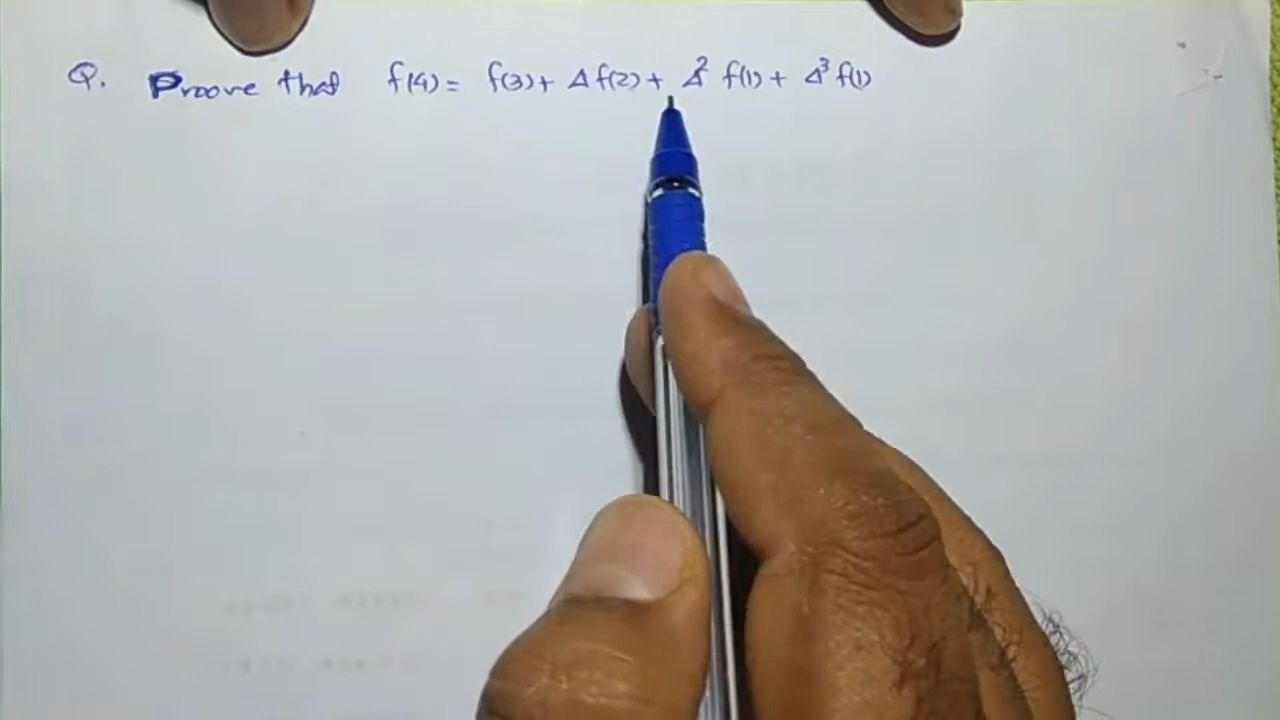 Q. Proove that f(4) = f(3) + Δf(2) + Δ² f(1) + Δ³ f(1)